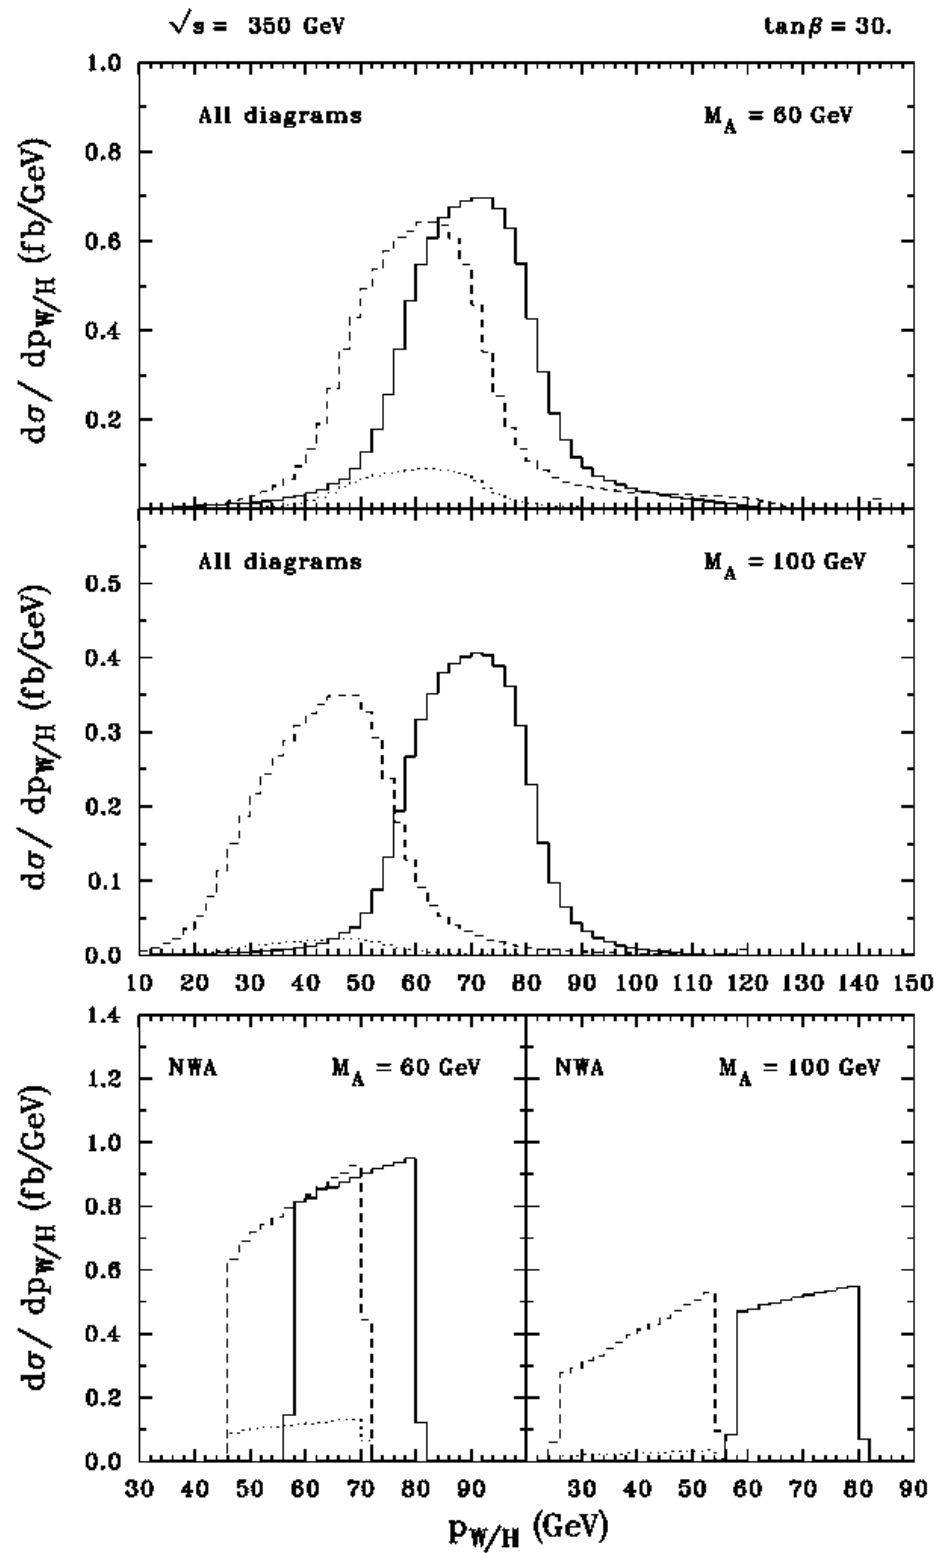 √s = 350 GeV tanβ = 30.
1.0
All diagrams M_A = 60 GeV
0.8
0.6
0.4
0.2
dσ/ dp_W/H (fb/GeV)
All diagrams M_A = 100 GeV
0.5
0.4
0.3
0.2
0.1
0.0
dσ/ dp_W/H (fb/GeV)
10 20 30 40 50 60 70 80 90 100 110 120 130 140 150
1.4
NWA M_A = 60 GeV NWA M_A = 100 GeV
1.2
1.0
0.8
0.6
0.4
0.2
0.0
dσ/ dp_W/H (fb/GeV)
30 40 50 60 70 80 90 30 40 50 60 70 80 90
p_W/H (GeV)